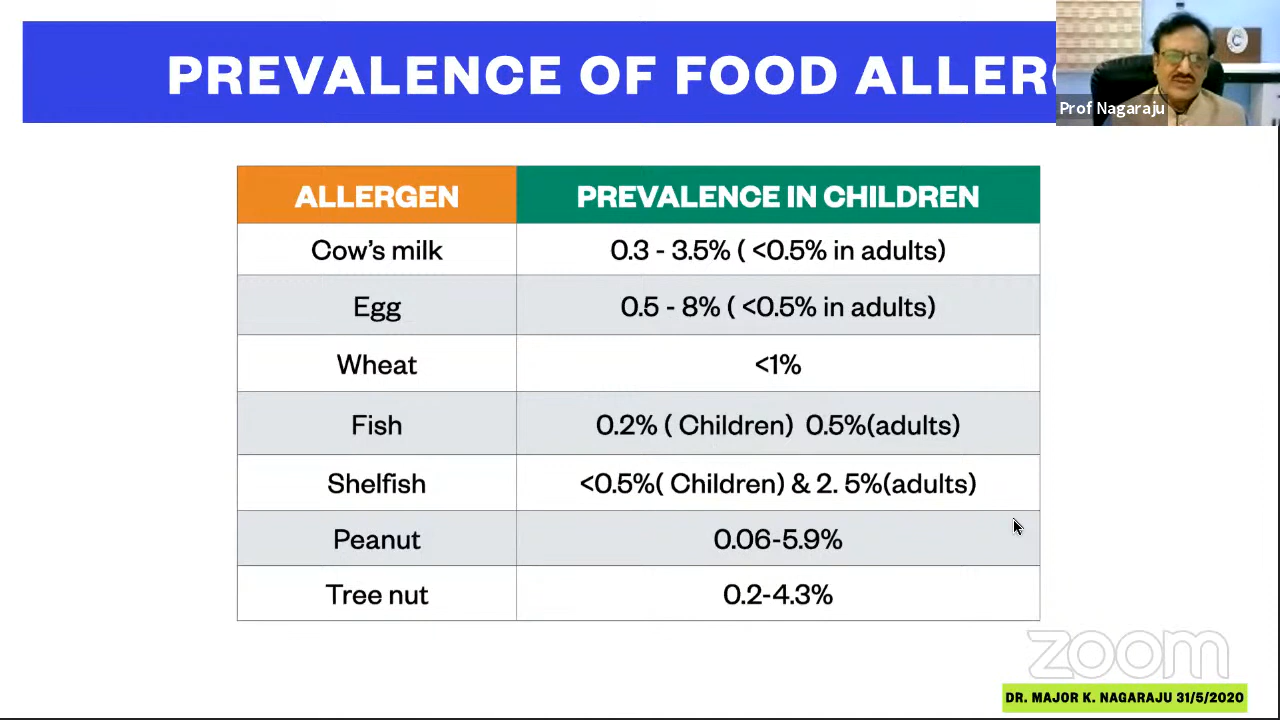 PREVALENCE OF FOOD ALLER
Prof Nagaraju
ALLERGEN PREVALENCE IN CHILDREN
Cow's milk 0.3 - 3.5% ( <0.5% in adults)
Egg 0.5 - 8% ( <0.5% in adults)
Wheat <1%
Fish 0.2% ( Children) 0.5%(adults)
Shelfish <0.5%( Children) & 2. 5%(adults)
Peanut 0.06-5.9%
Tree nut 0.2-4.3%
zoom
DR. MAJOR K. NAGARAJU 31/5/2020